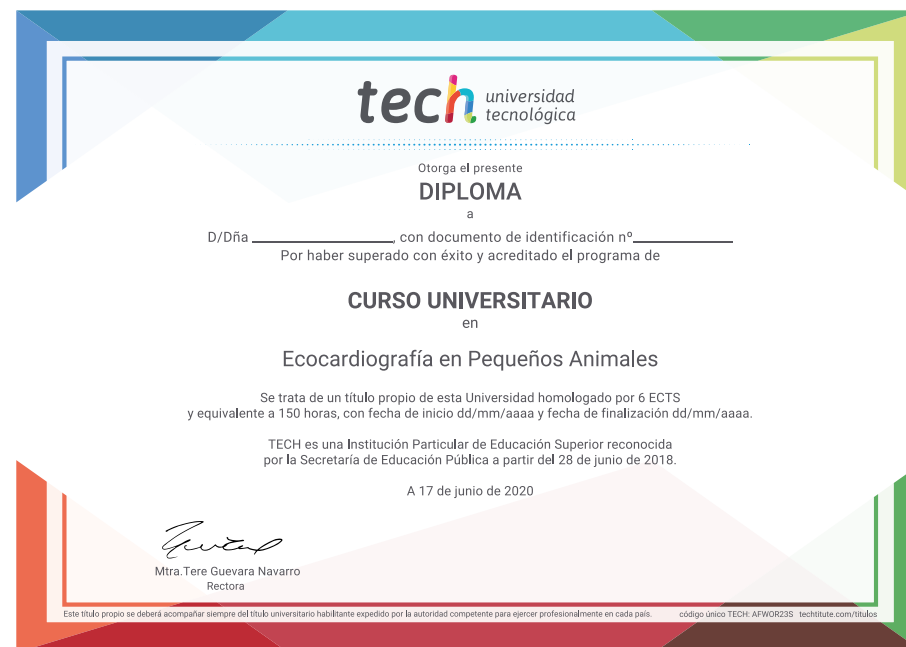 tech universidad
tecnológica
Otorga el presente
DIPLOMA
a
D/Dña ____________________, con documento de identificación nº______________
Por haber superado con éxito y acreditado el programa de
CURSO UNIVERSITARIO
en
Ecocardiografía en Pequeños Animales
Se trata de un título propio de esta Universidad homologado por 6 ECTS
y equivalente a 150 horas, con fecha de inicio dd/mm/aaaa y fecha de finalización dd/mm/aaaa.
TECH es una Institución Particular de Educación Superior reconocida
por la Secretaría de Educación Pública a partir del 28 de junio de 2018.
A 17 de junio de 2020
Mtra.Tere Guevara Navarro
Rectora
Este título propio se deberá acompañar siempre del título universitario habilitante expedido por la autoridad competente para ejercer profesionalmente en cada país. código único TECH: AFWOR23S techtitute.com/titulos